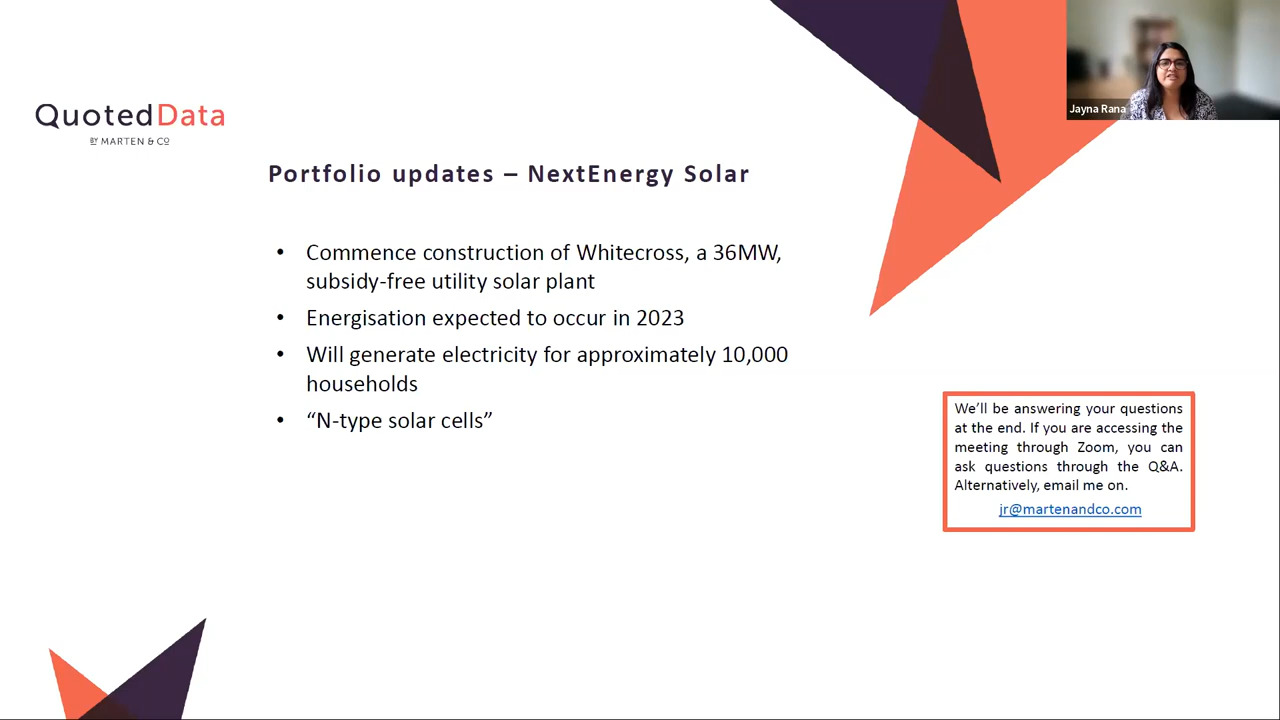 Jayna Rana
QuotedData
BY MARTEN & CO
Portfolio updates – NextEnergy Solar
• Commence construction of Whitecross, a 36MW,
subsidy-free utility solar plant
• Energisation expected to occur in 2023
• Will generate electricity for approximately 10,000
households
• “N-type solar cells”
We’ll be answering your questions
at the end. If you are accessing the
meeting through Zoom, you can
ask questions through the Q&A.
Alternatively, email me on.
jr@martenandco.com